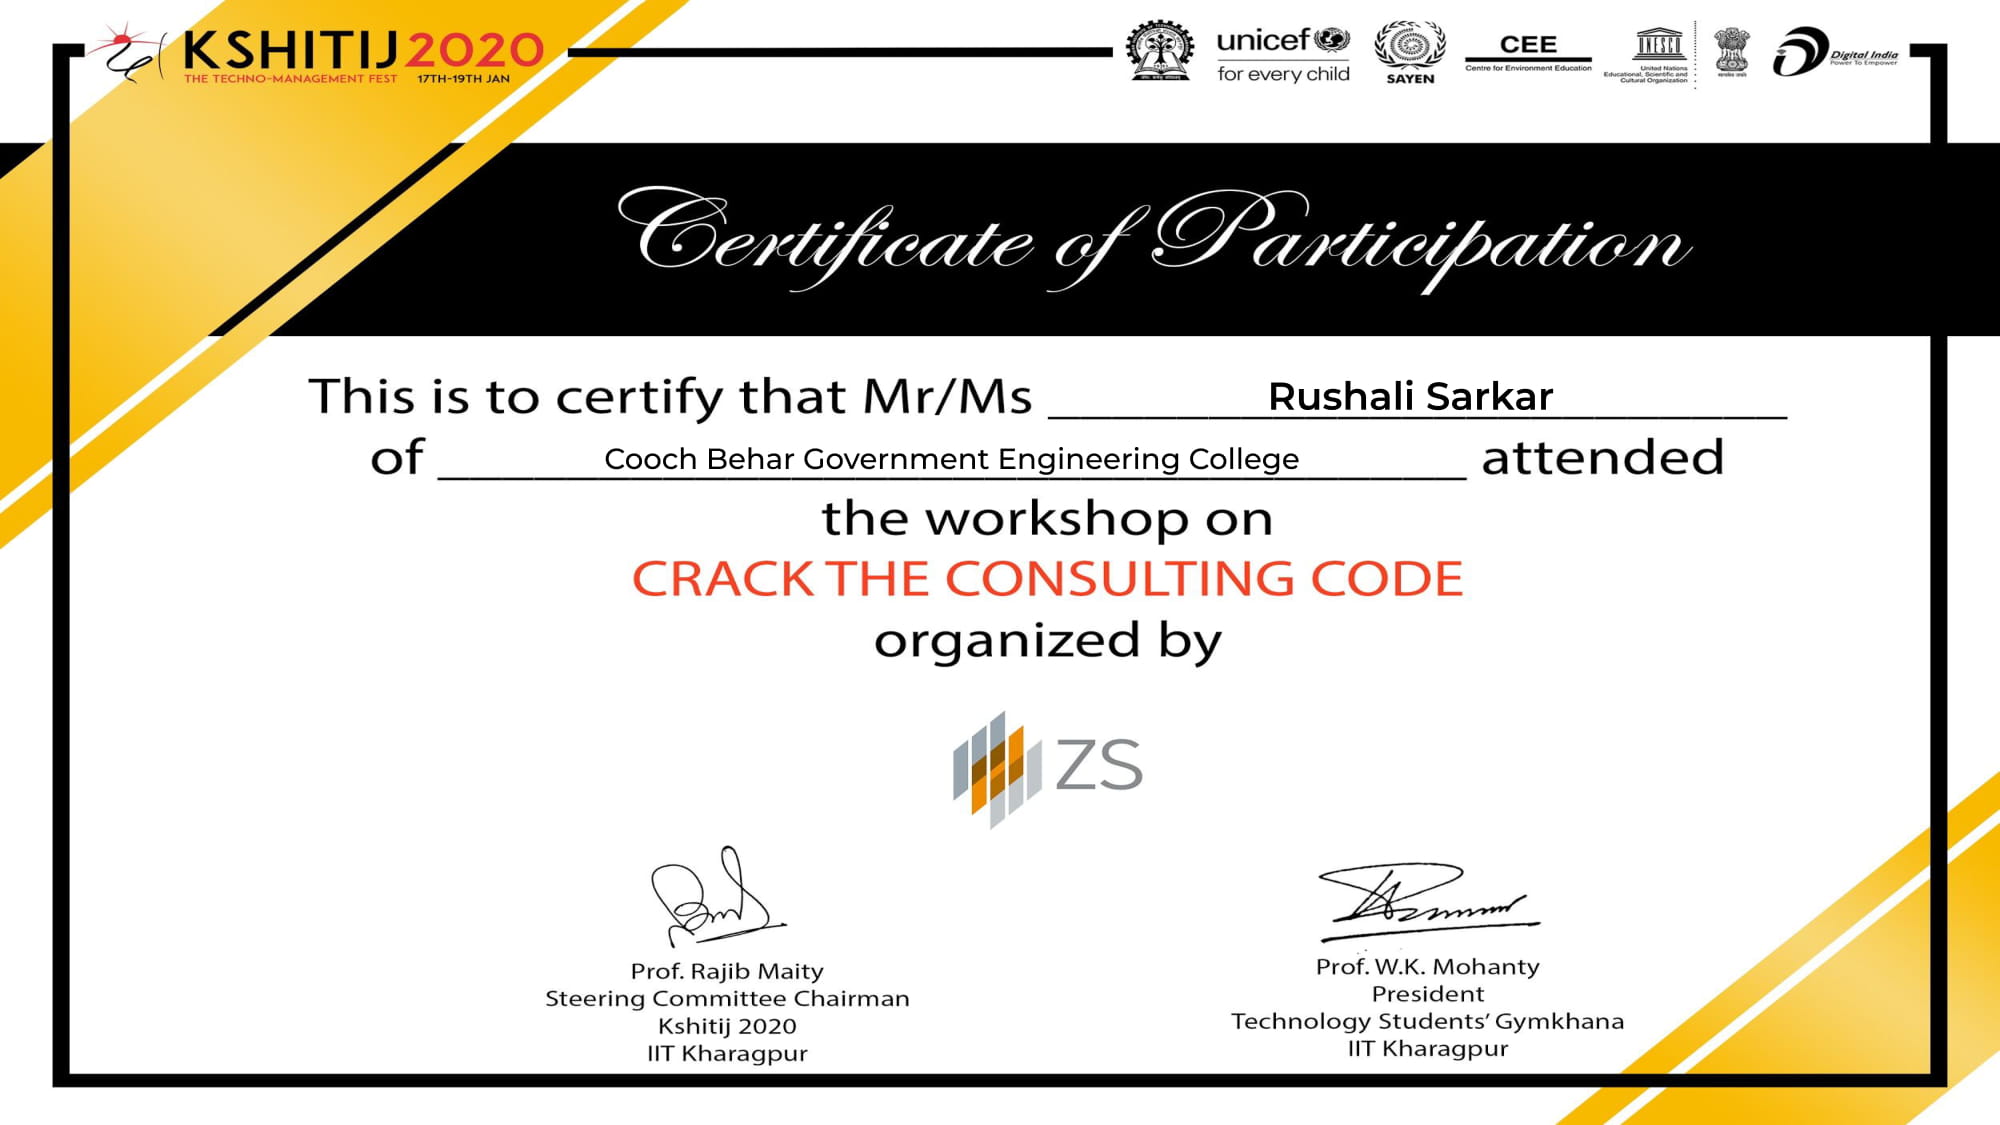 KSHITIJ 2020
THE TECHNO-MANAGEMENT FEST 17TH-19TH JAN
unicef
for every child
SAYEN
CEE
Centre for Environment Education
UNESCO
United Nations
Educational, Scientific and
Cultural Organization
Digital India
Power To Empower
Certificate of Participation
This is to certify that Mr/Ms Rushali Sarkar
of Cooch Behar Government Engineering College attended
the workshop on
CRACK THE CONSULTING CODE
organized by
ZS
Prof. Rajib Maity
Steering Committee Chairman
Kshitij 2020
IIT Kharagpur
Prof. W.K. Mohanty
President
Technology Students' Gymkhana
IIT Kharagpur